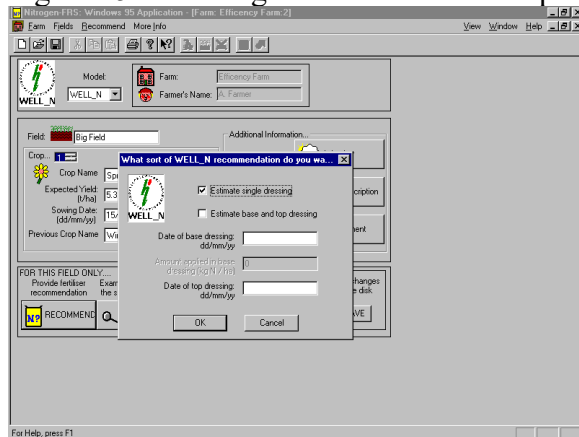 Nitrogen-FRS: Windows 95 Application - [Farm: Efficency Farm:2]
Farm Fields Recommend More Info View Window Help
WELL_N
Model:
WELL_N
Farm: Efficency Farm
Farmer's Name: A. Farmer
Field: Big Field
Additional Information...
Crop... 1
Crop Name
Expected Yield: 5.3
(t/ha)
Sowing Date: 15/
(dd/mm/yy)
Previous Crop Name
What sort of WELL_N recommendation do you wa...
WELL_N
Estimate single dressing
Estimate base and top dressing
Date of base dressing:
dd/mm/yy
Amount applied in base 0
dressing (kg N / ha)
Date of top dressing:
dd/mm/yy
OK Cancel
FOR THIS FIELD ONLY....
Provide fertiliser
recommendation
N? RECOMMEND
For Help, press F1